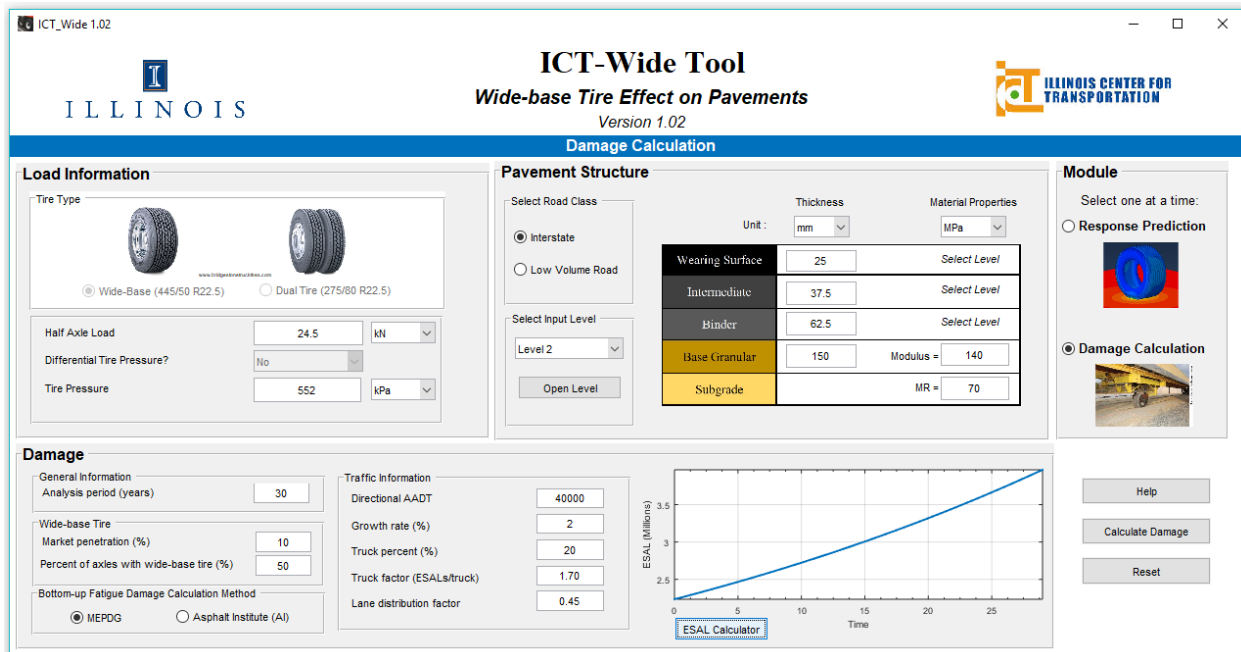 ICT_Wide 1.02
ILLINOIS
ICT-Wide Tool
Wide-base Tire Effect on Pavements
Version 1.02
ILLINOIS CENTER FOR
TRANSPORTATION
Damage Calculation
Load Information
Tire Type
www.bridgestonetrucktires.com
Wide-Base (445/50 R22.5)
Dual Tire (275/80 R22.5)
Half Axle Load 24.5 kN
Differential Tire Pressure? No
Tire Pressure 552 kPa
Pavement Structure
Select Road Class
Interstate
Low Volume Road
Select Input Level
Level 2
Open Level
Thickness Material Properties
Unit : mm MPa
Wearing Surface 25 Select Level
Intermediate 37.5 Select Level
Binder 62.5 Select Level
Base Granular 150 Modulus = 140
Subgrade MR = 70
Module
Select one at a time:
Response Prediction
Damage Calculation
Damage
General Information
Analysis period (years) 30
Wide-base Tire
Market penetration (%) 10
Percent of axles with wide-base tire (%) 50
Bottom-up Fatigue Damage Calculation Method
MEPDG
Asphalt Institute (AI)
Traffic Information
Directional AADT 40000
Growth rate (%) 2
Truck percent (%) 20
Truck factor (ESALs/truck) 1.70
Lane distribution factor 0.45
ESAL (Millions)
3.5
3
2.5
0 5 10 15 20 25
Time
ESAL Calculator
Help
Calculate Damage
Reset